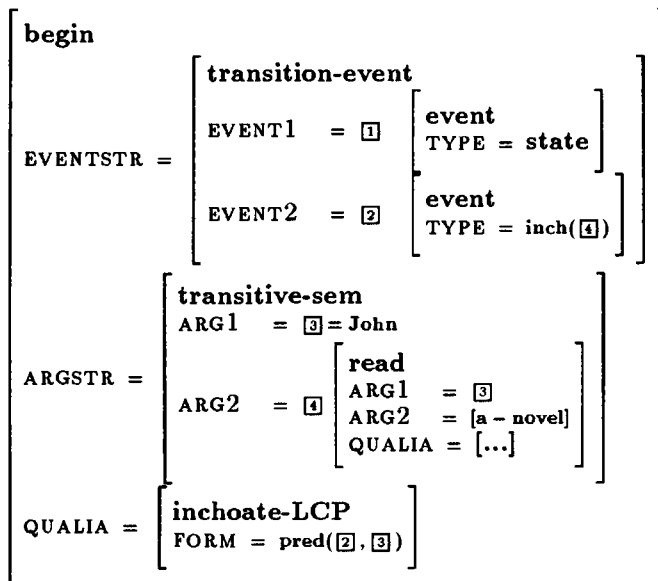 begin
transition-event
EVENT1 = [1] [event
TYPE = state]
EVENTSTR =
EVENT2 = [2] [event
TYPE = inch([4])]
transitive-sem
ARG1 = [3] = John
read
ARG1 = [3]
ARGSTR = ARG2 = [4] ARG2 = [a – novel]
QUALIA = [...]
inchoate-LCP
QUALIA = FORM = pred([2], [3])